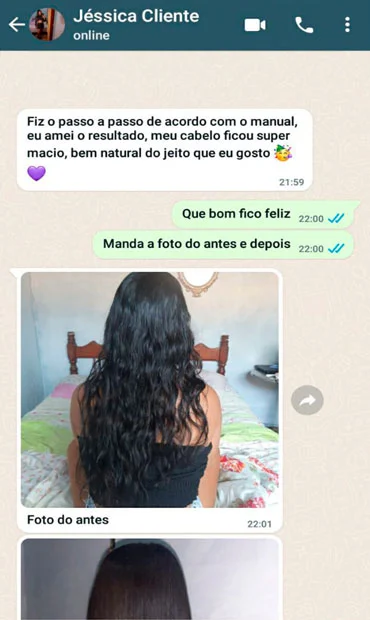 Jéssica Cliente
online
Fiz o passo a passo de acordo com o manual,
eu amei o resultado, meu cabelo ficou super
macio, bem natural do jeito que eu gosto 🥳
💜
21:59
Que bom fico feliz 22:00
Manda a foto do antes e depois 22:00
Foto do antes 22:01